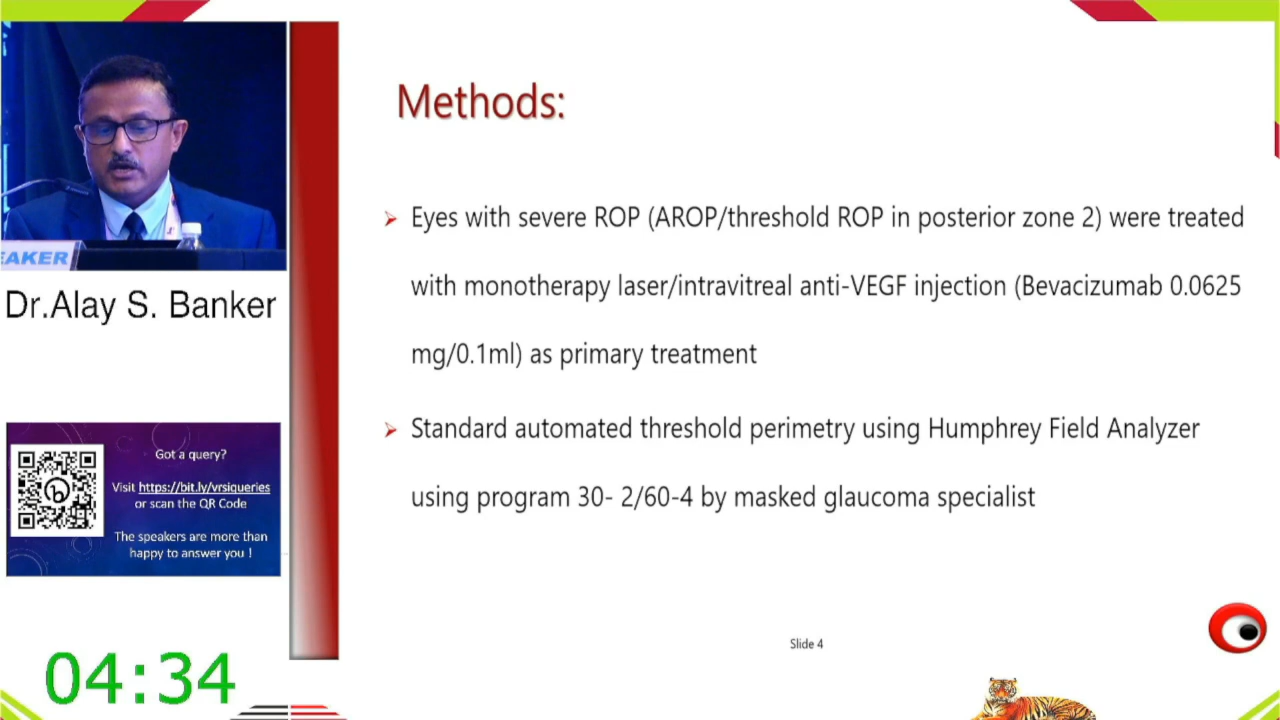 EAKER
Dr.Alay S. Banker
Got a query?
Visit https://bit.ly/vrsiqueries
or scan the QR Code
The speakers are more than
happy to answer you !
04:34
Methods:
Eyes with severe ROP (AROP/threshold ROP in posterior zone 2) were treated
with monotherapy laser/intravitreal anti-VEGF injection (Bevacizumab 0.0625
mg/0.1ml) as primary treatment
Standard automated threshold perimetry using Humphrey Field Analyzer
using program 30- 2/60-4 by masked glaucoma specialist
Slide 4